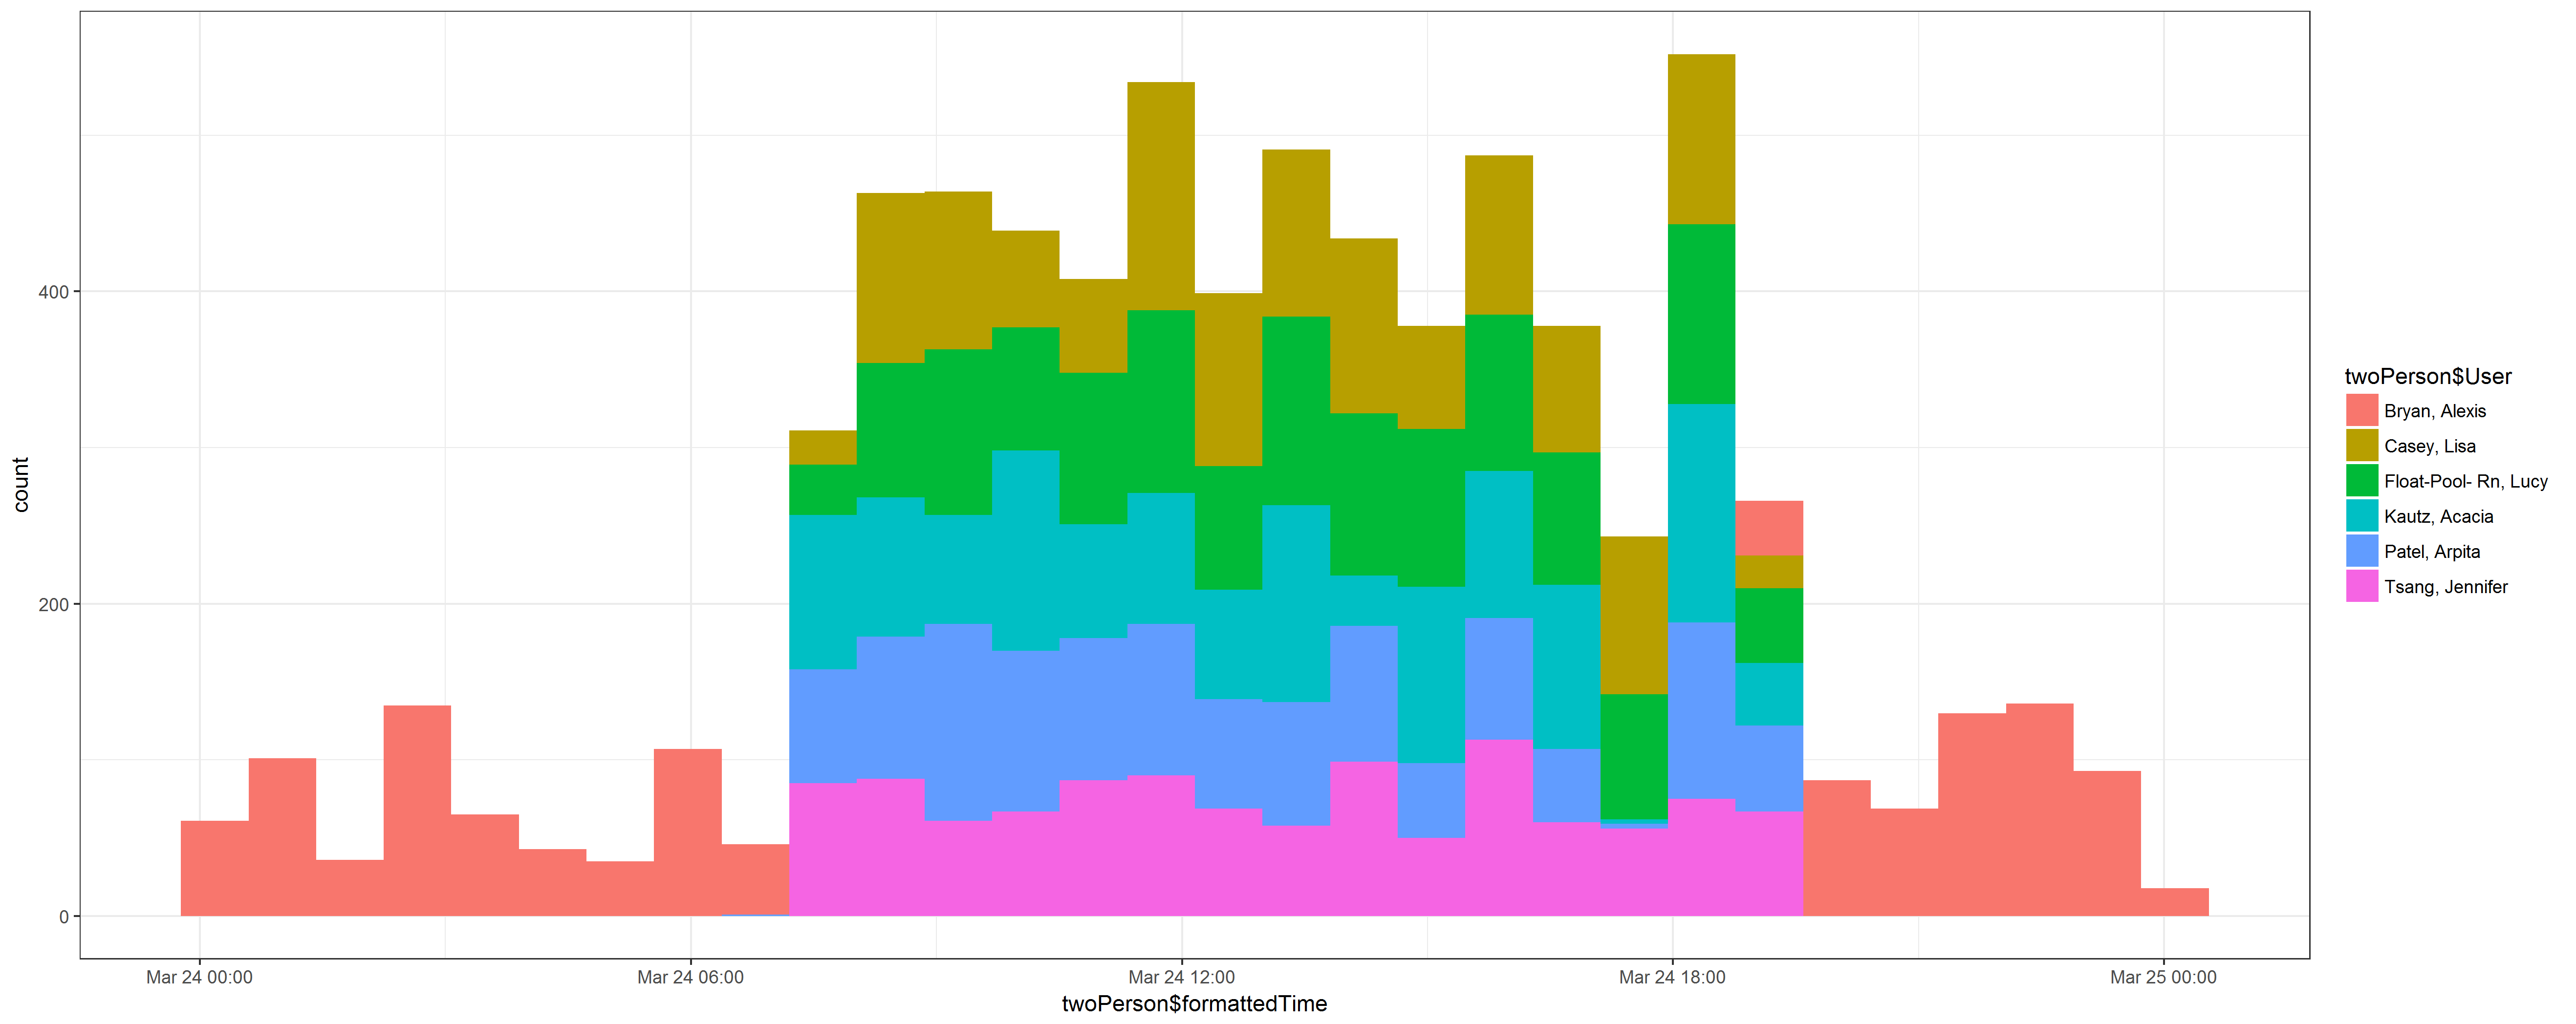 400
200
0
count
Mar 24 00:00
Mar 24 06:00
Mar 24 12:00
Mar 24 18:00
Mar 25 00:00
twoPerson$formattedTime
twoPerson$User
Bryan, Alexis
Casey, Lisa
Float-Pool- Rn, Lucy
Kautz, Acacia
Patel, Arpita
Tsang, Jennifer